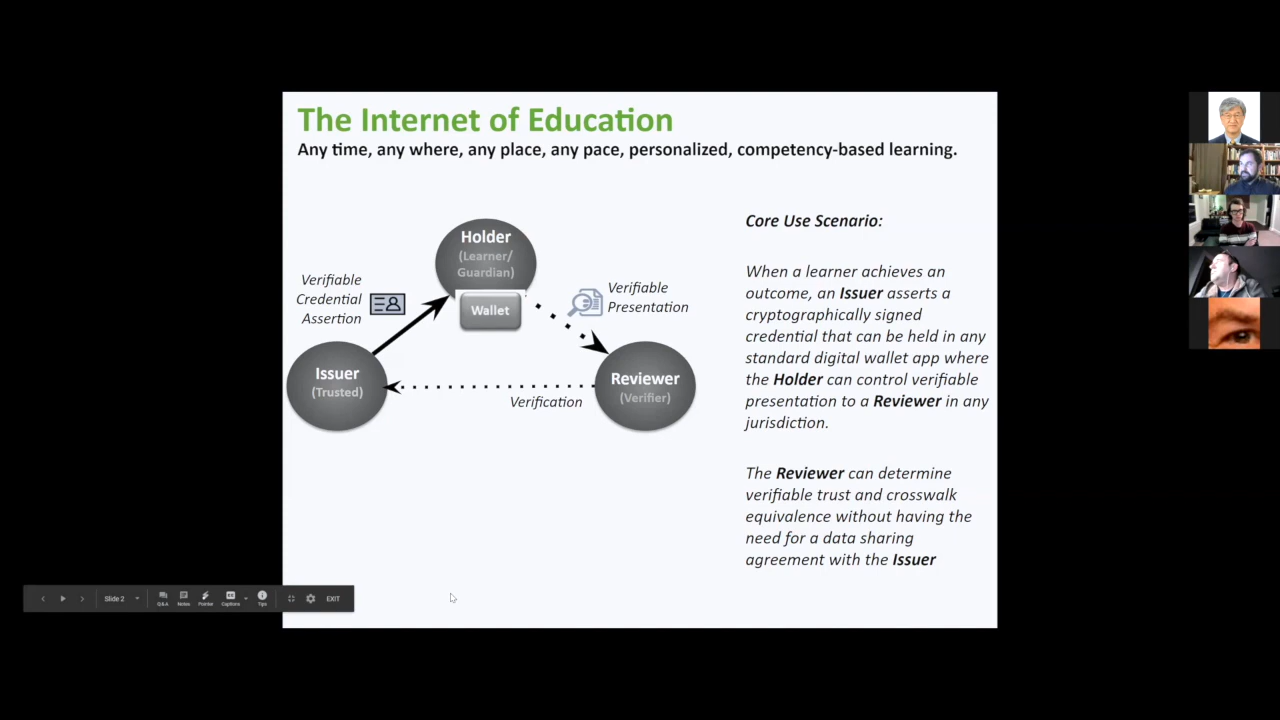 The Internet of Education
Any time, any where, any place, any pace, personalized, competency-based learning.
Holder
(Learner/
Guardian)
Wallet
Verifiable
Credential
Assertion
Verifiable
Presentation
Issuer
(Trusted)
Reviewer
(Verifier)
Verification
Core Use Scenario:
When a learner achieves an
outcome, an Issuer asserts a
cryptographically signed
credential that can be held in any
standard digital wallet app where
the Holder can control verifiable
presentation to a Reviewer in any
jurisdiction.
The Reviewer can determine
verifiable trust and crosswalk
equivalence without having the
need for a data sharing
agreement with the Issuer
Slide 2
Q&A
Notes
Pointer
Captions
Tips
EXIT